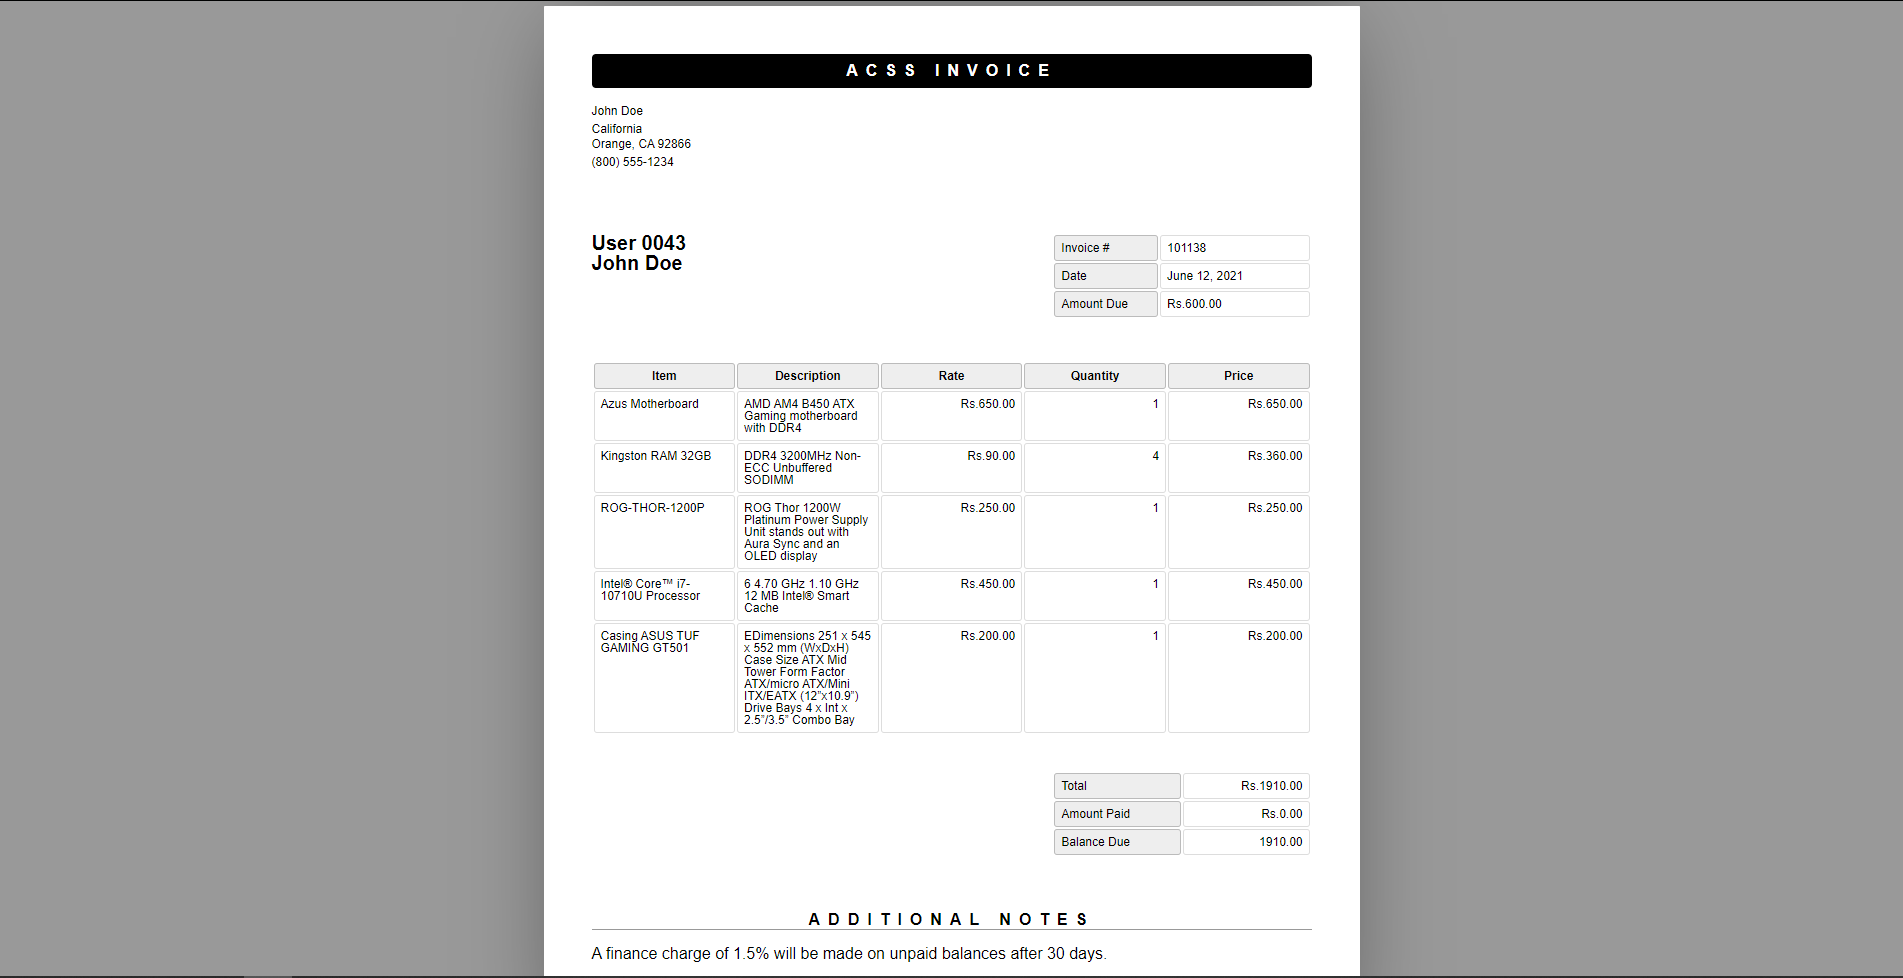 ACSS INVOICE
John Doe
California
Orange, CA 92866
(800) 555-1234
User 0043
John Doe
Invoice # 101138
Date June 12, 2021
Amount Due Rs.600.00
Item Description Rate Quantity Price
Azus Motherboard AMD AM4 B450 ATX Rs.650.00 1 Rs.650.00
Gaming motherboard
with DDR4
Kingston RAM 32GB DDR4 3200MHz Non- Rs.90.00 4 Rs.360.00
ECC Unbuffered
SODIMM
ROG-THOR-1200P ROG Thor 1200W Rs.250.00 1 Rs.250.00
Platinum Power Supply
Unit stands out with
Aura Sync and an
OLED display
Intel® Core™ i7- 6 4.70 GHz 1.10 GHz Rs.450.00 1 Rs.450.00
10710U Processor 12 MB Intel® Smart
Cache
Casing ASUS TUF EDimensions 251 x 545 Rs.200.00 1 Rs.200.00
GAMING GT501 x 552 mm (WxDxH)
Case Size ATX Mid
Tower Form Factor
ATX/micro ATX/Mini
ITX/EATX (12”x10.9”)
Drive Bays 4 x Int x
2.5”/3.5” Combo Bay
Total Rs.1910.00
Amount Paid Rs.0.00
Balance Due 1910.00
ADDITIONAL NOTES
A finance charge of 1.5% will be made on unpaid balances after 30 days.